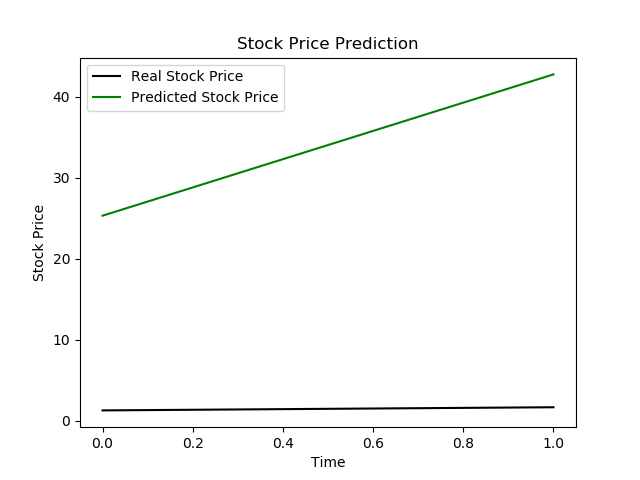 Stock Price Prediction
Real Stock Price
Predicted Stock Price
Stock Price
40
30
20
10
0
0.0 0.2 0.4 0.6 0.8 1.0
Time